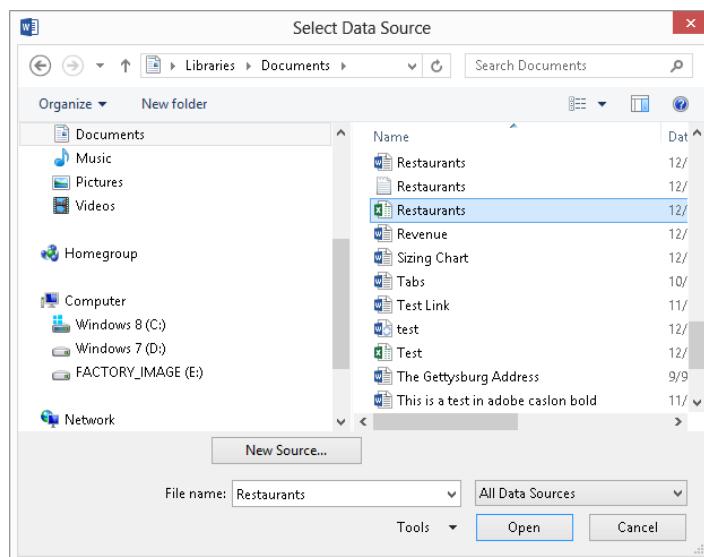 Select Data Source
Libraries Documents Search Documents
Organize New folder
Documents
Music
Pictures
Videos
Homegroup
Computer
Windows 8 (C:)
Windows 7 (D:)
FACTORY_IMAGE (E:)
Network
Name Dat
Restaurants 12/
Restaurants 12/
Restaurants 12/
Revenue 12/
Sizing Chart 12/
Tabs 10/
Test Link 11/
test 12/
Test 12/
The Gettysburg Address 9/9
This is a test in adobe caslon bold 11/
New Source...
File name: Restaurants All Data Sources
Tools Open Cancel